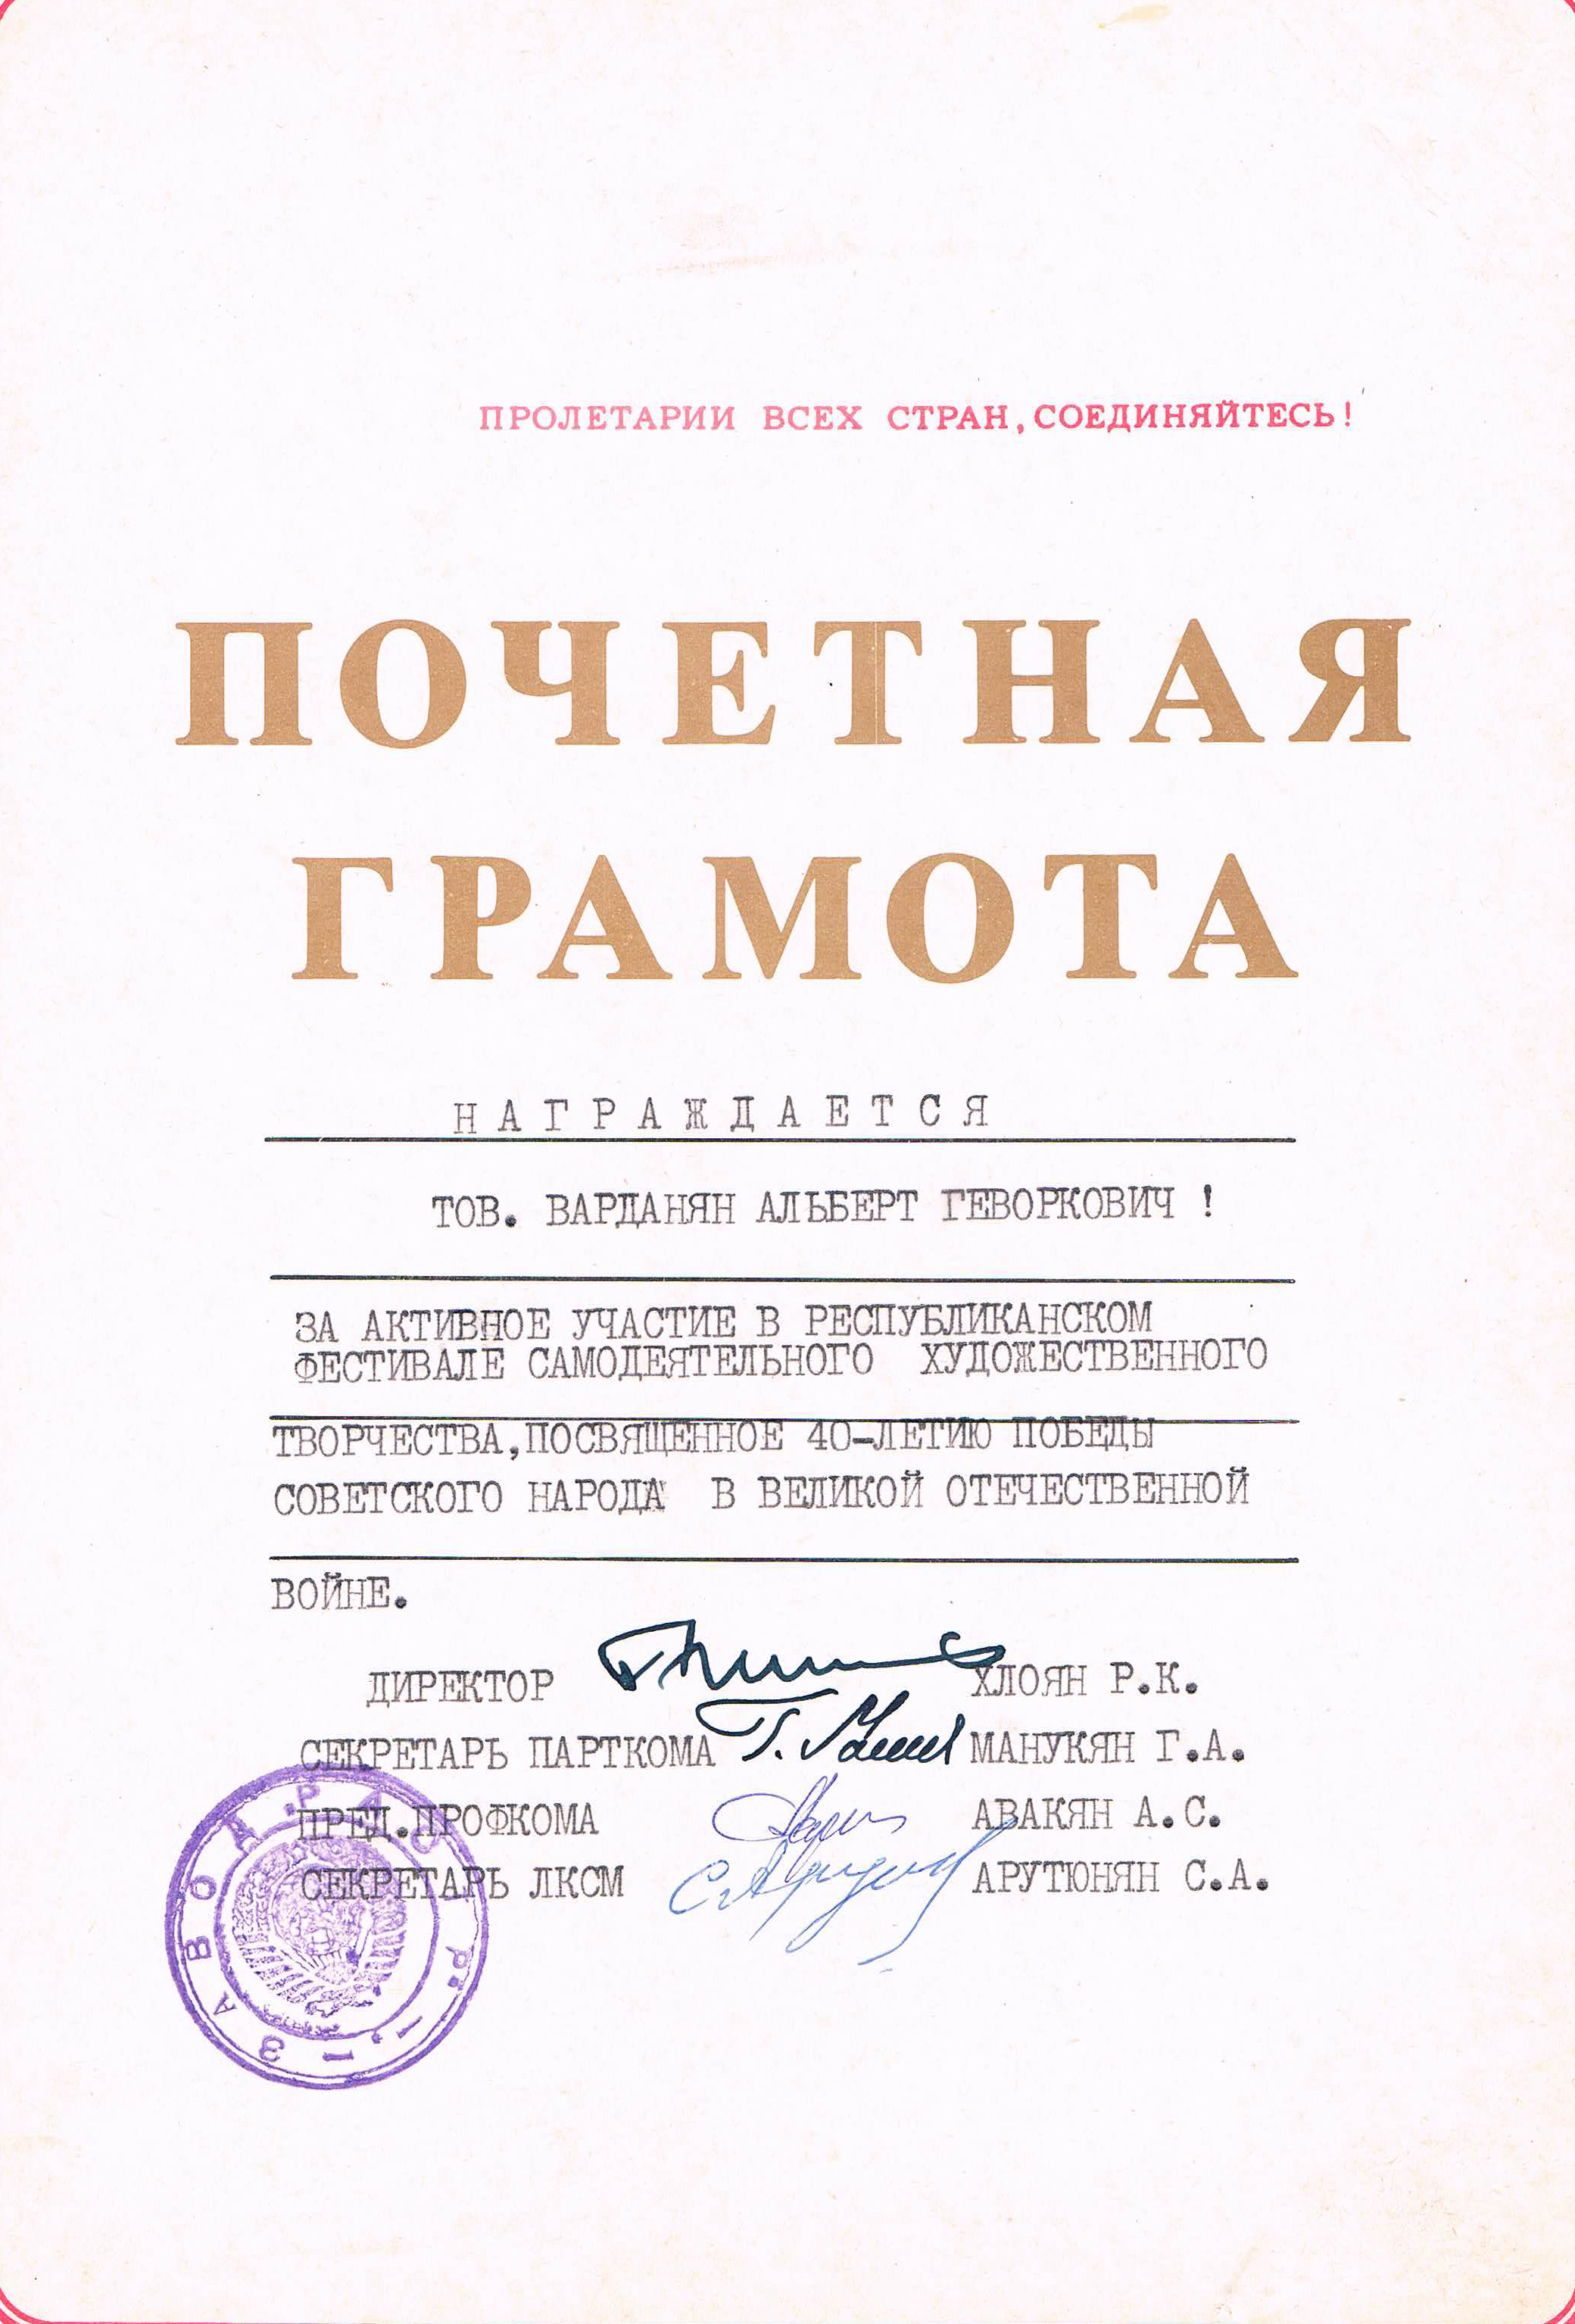 ПРОЛЕТАРИИ ВСЕХ СТРАН, СОЕДИНЯЙТЕСЬ!
ПОЧЕТНАЯ
ГРАМОТА
НАГРАЖДАЕТСЯ
ТОВ. ВАРДАНЯН АЛЬБЕРТ ГЕВОРКОВИЧ !
ЗА АКТИВНОЕ УЧАСТИЕ В РЕСПУБЛИКАНСКОМ
ФЕСТИВАЛЕ САМОДЕЯТЕЛЬНОГО ХУДОЖЕСТВЕННОГО
ТВОРЧЕСТВА,ПОСВЯЩЕННОЕ 40-ЛЕТИЮ ПОБЕДЫ
СОВЕТСКОГО НАРОДА В ВЕЛИКОЙ ОТЕЧЕСТВЕННОЙ
ВОЙНЕ.
ДИРЕКТОР ХЛОЯН Р.К.
СЕКРЕТАРЬ ПАРТКОМА МАНУКЯН Г.А.
ПРЕД.ПРОФКОМА АВАКЯН А.С.
СЕКРЕТАРЬ ЛКСМ АРУТЮНЯН С.А.
ЗАВОД